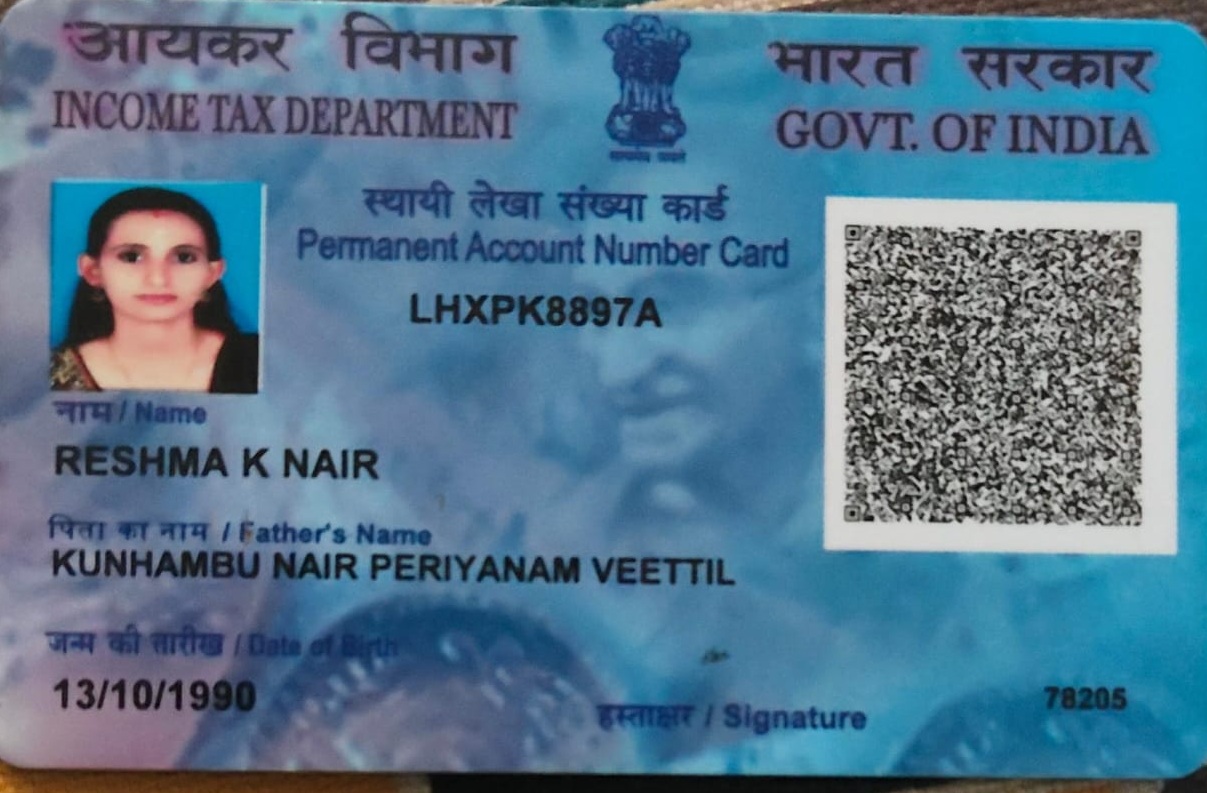 आयकर विभाग
INCOME TAX DEPARTMENT
भारत सरकार
GOVT. OF INDIA
स्थायी लेखा संख्या कार्ड
Permanent Account Number Card
LHXPK8897A
नाम / Name
RESHMA K NAIR
पिता का नाम / Father's Name
KUNHAMBU NAIR PERIYANAM VEETTIL
जन्म की तारीख / Date of Birth
13/10/1990
हस्ताक्षर / Signature
78205